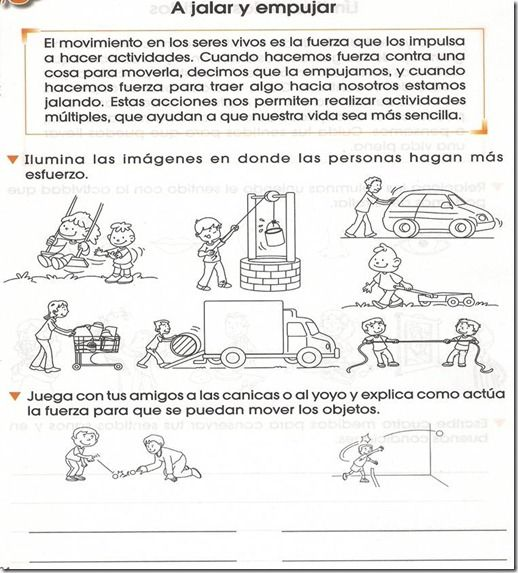 A jalar y empujar
El movimiento en los seres vivos es la fuerza que los impulsa
a hacer actividades. Cuando hacemos fuerza contra una
cosa para moverla, decimos que la empujamos, y cuando
hacemos fuerza para traer algo hacia nosotros estamos
jalando. Estas acciones nos permiten realizar actividades
múltiples, que ayudan a que nuestra vida sea más sencilla.
Ilumina las imágenes en donde las personas hagan más
esfuerzo.
Juega con tus amigos a las canicas o al yoyo y explica como actúa
la fuerza para que se puedan mover los objetos.